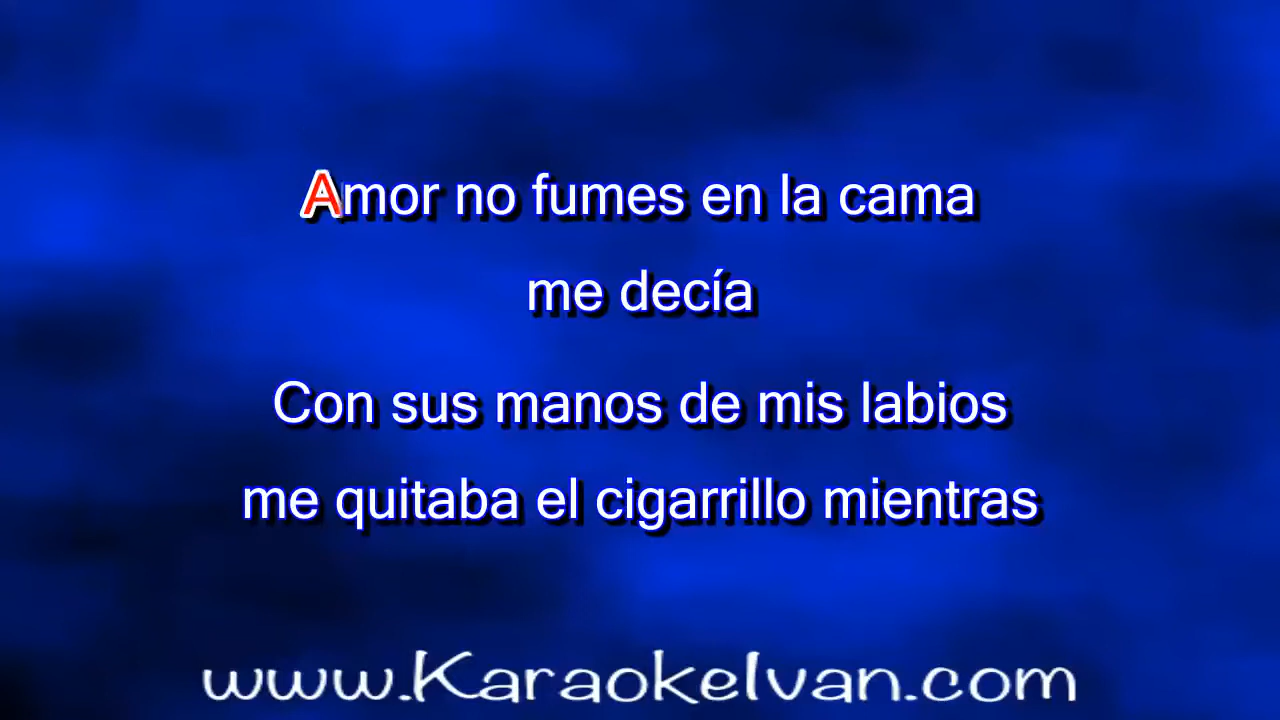 Amor no fumes en la cama
me decía
Con sus manos de mis labios
me quitaba el cigarrillo mientras
www.KaraokeIvan.com